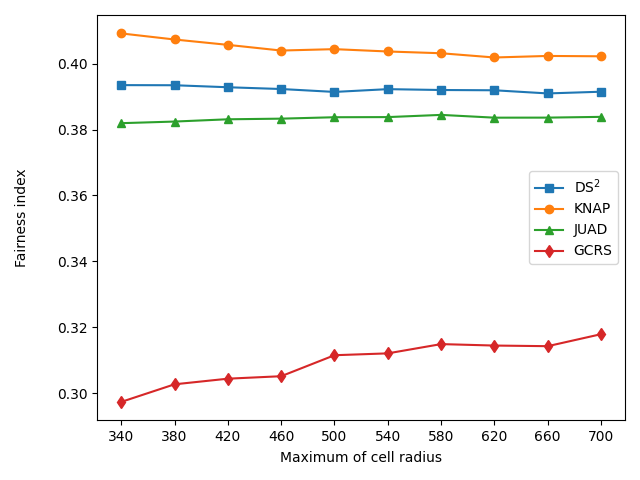 0.40
0.38
0.36
0.34
0.32
0.30
Fairness index
DS²
KNAP
JUAD
GCRS
340 380 420 460 500 540 580 620 660 700
Maximum of cell radius